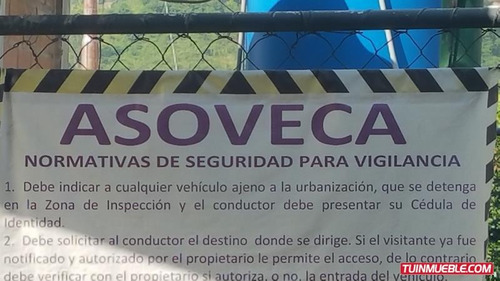 ASOVECA
NORMATIVAS DE SEGURIDAD PARA VIGILANCIA
1. Debe indicar a cualquier vehículo ajeno a la urbanización, que se detenga
en la Zona de Inspección y el conductor debe presentar su Cédula de
Identidad.
2. Debe solicitar al conductor el destino donde se dirige. Si el visitante ya fue
notificado y autorizado por el propietario le permite el acceso, de lo contrario
debe verificar con el propietario si autoriza, o no, la entrada del vehículo.
TUINMUEBLE.COM